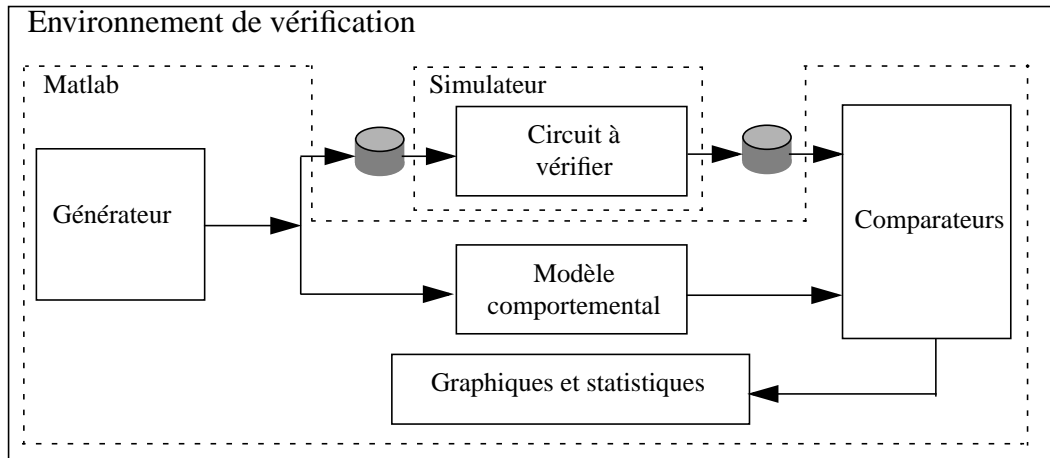 Environnement de vérification
Matlab
Simulateur
Circuit à
vérifier
Générateur
Comparateurs
Modèle
comportemental
Graphiques et statistiques